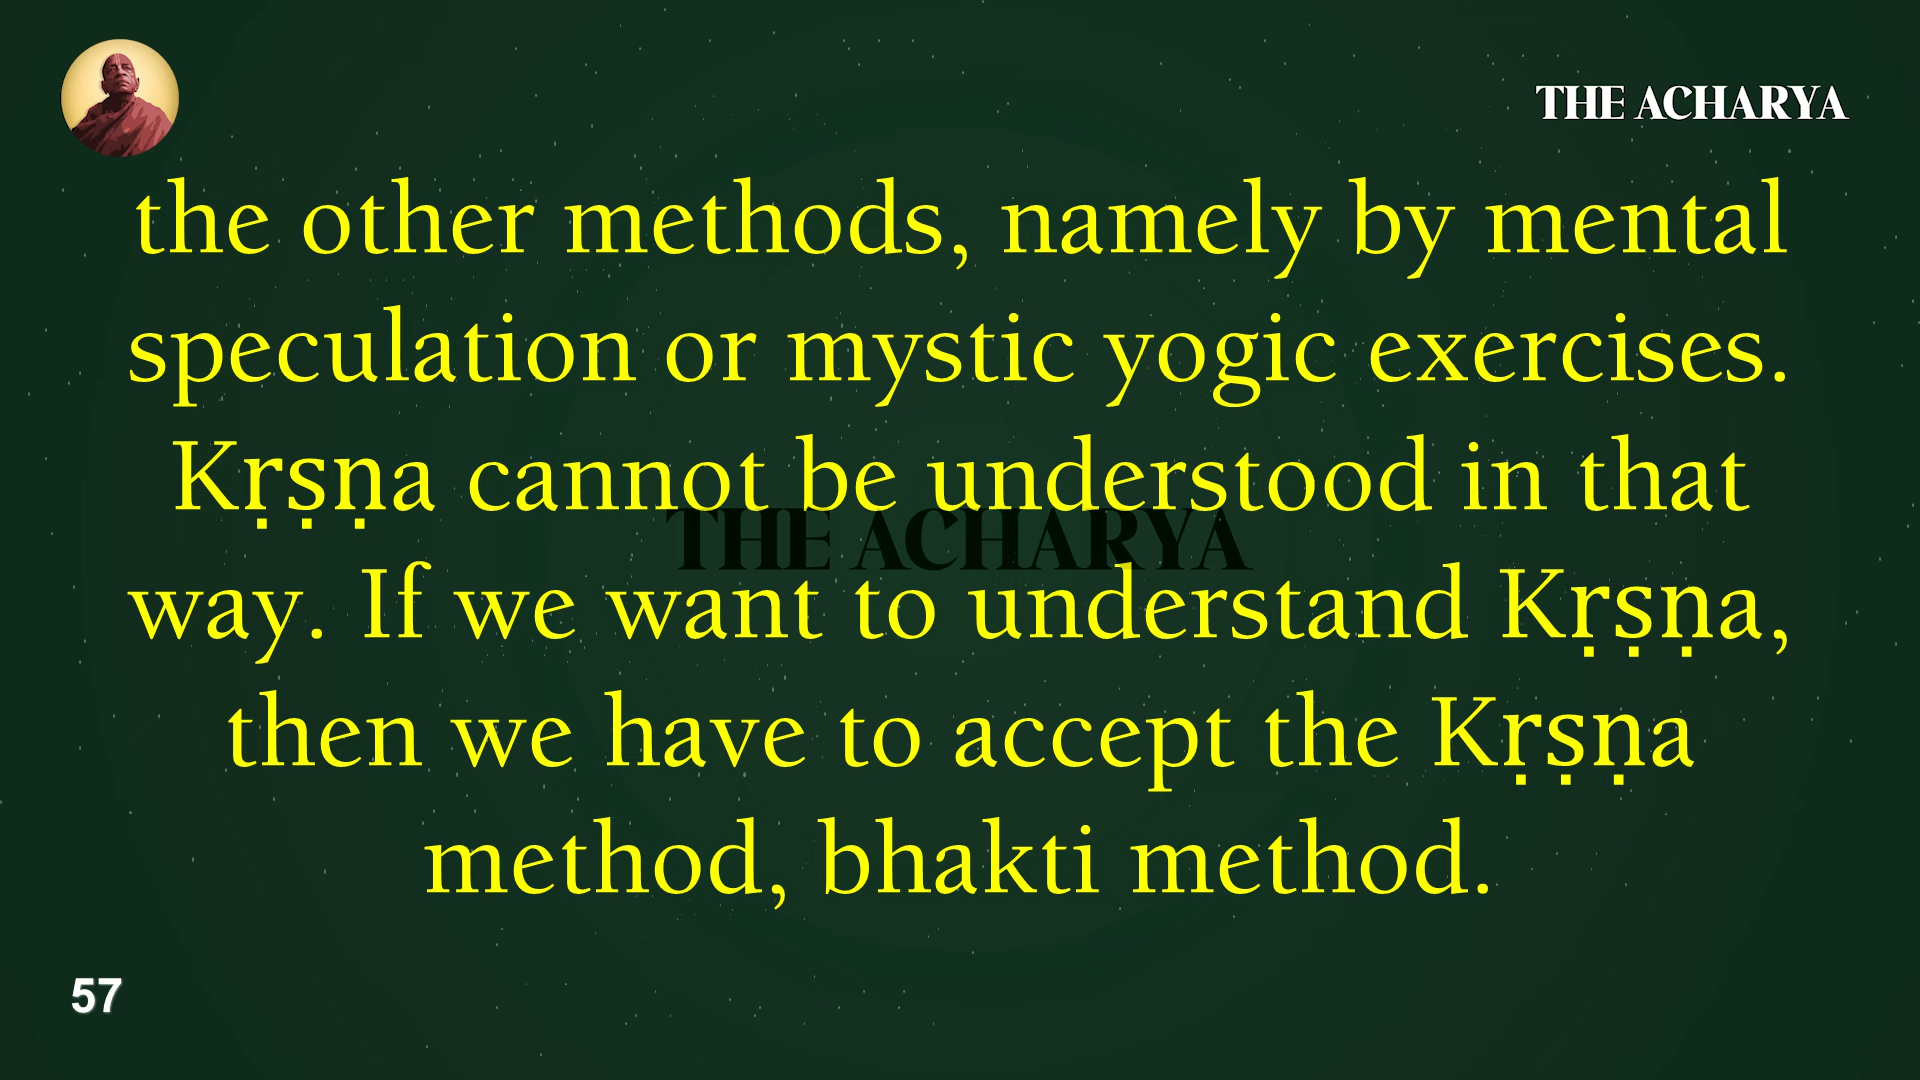 THE ACHARYA
the other methods, namely by mental
speculation or mystic yogic exercises.
Kṛṣṇa cannot be understood in that
THE ACHARYA
way. If we want to understand Kṛṣṇa,
then we have to accept the Kṛṣṇa
method, bhakti method.
57